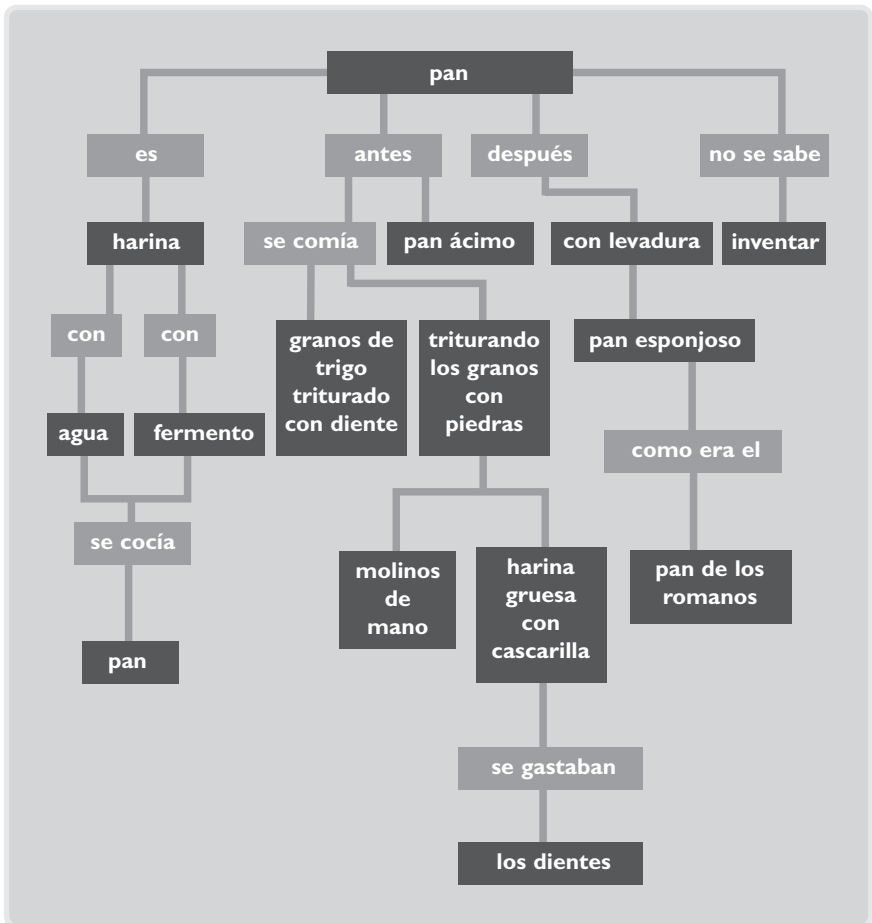 pan
es
antes
después
no se sabe
harina
se comía
pan ácimo
con levadura
inventar
con
con
granos de
trigo
triturado
con diente
triturando
los granos
con
piedras
pan esponjoso
agua
fermento
como era el
se cocía
molinos
de
mano
harina
gruesa
con
cascarilla
pan de los
romanos
pan
se gastaban
los dientes